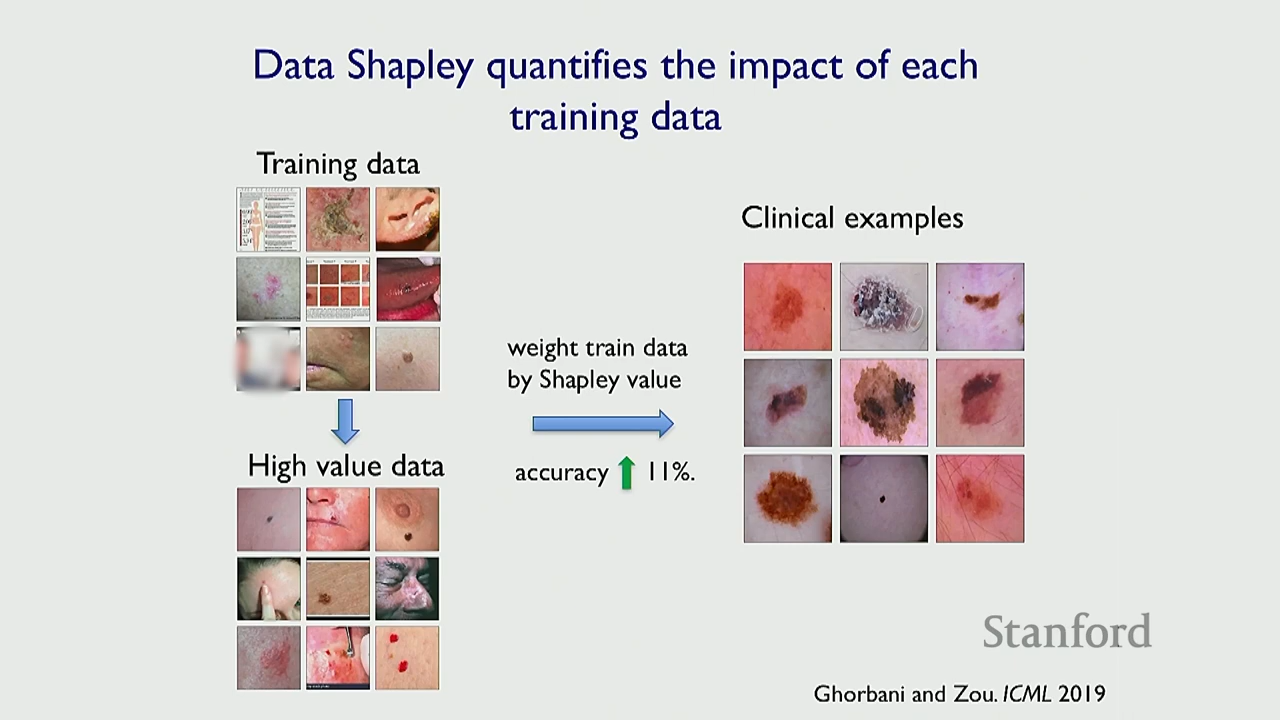 Data Shapley quantifies the impact of each
training data
Training data
High value data
weight train data
by Shapley value
accuracy 11%.
Clinical examples
Stanford
Ghorbani and Zou. ICML 2019